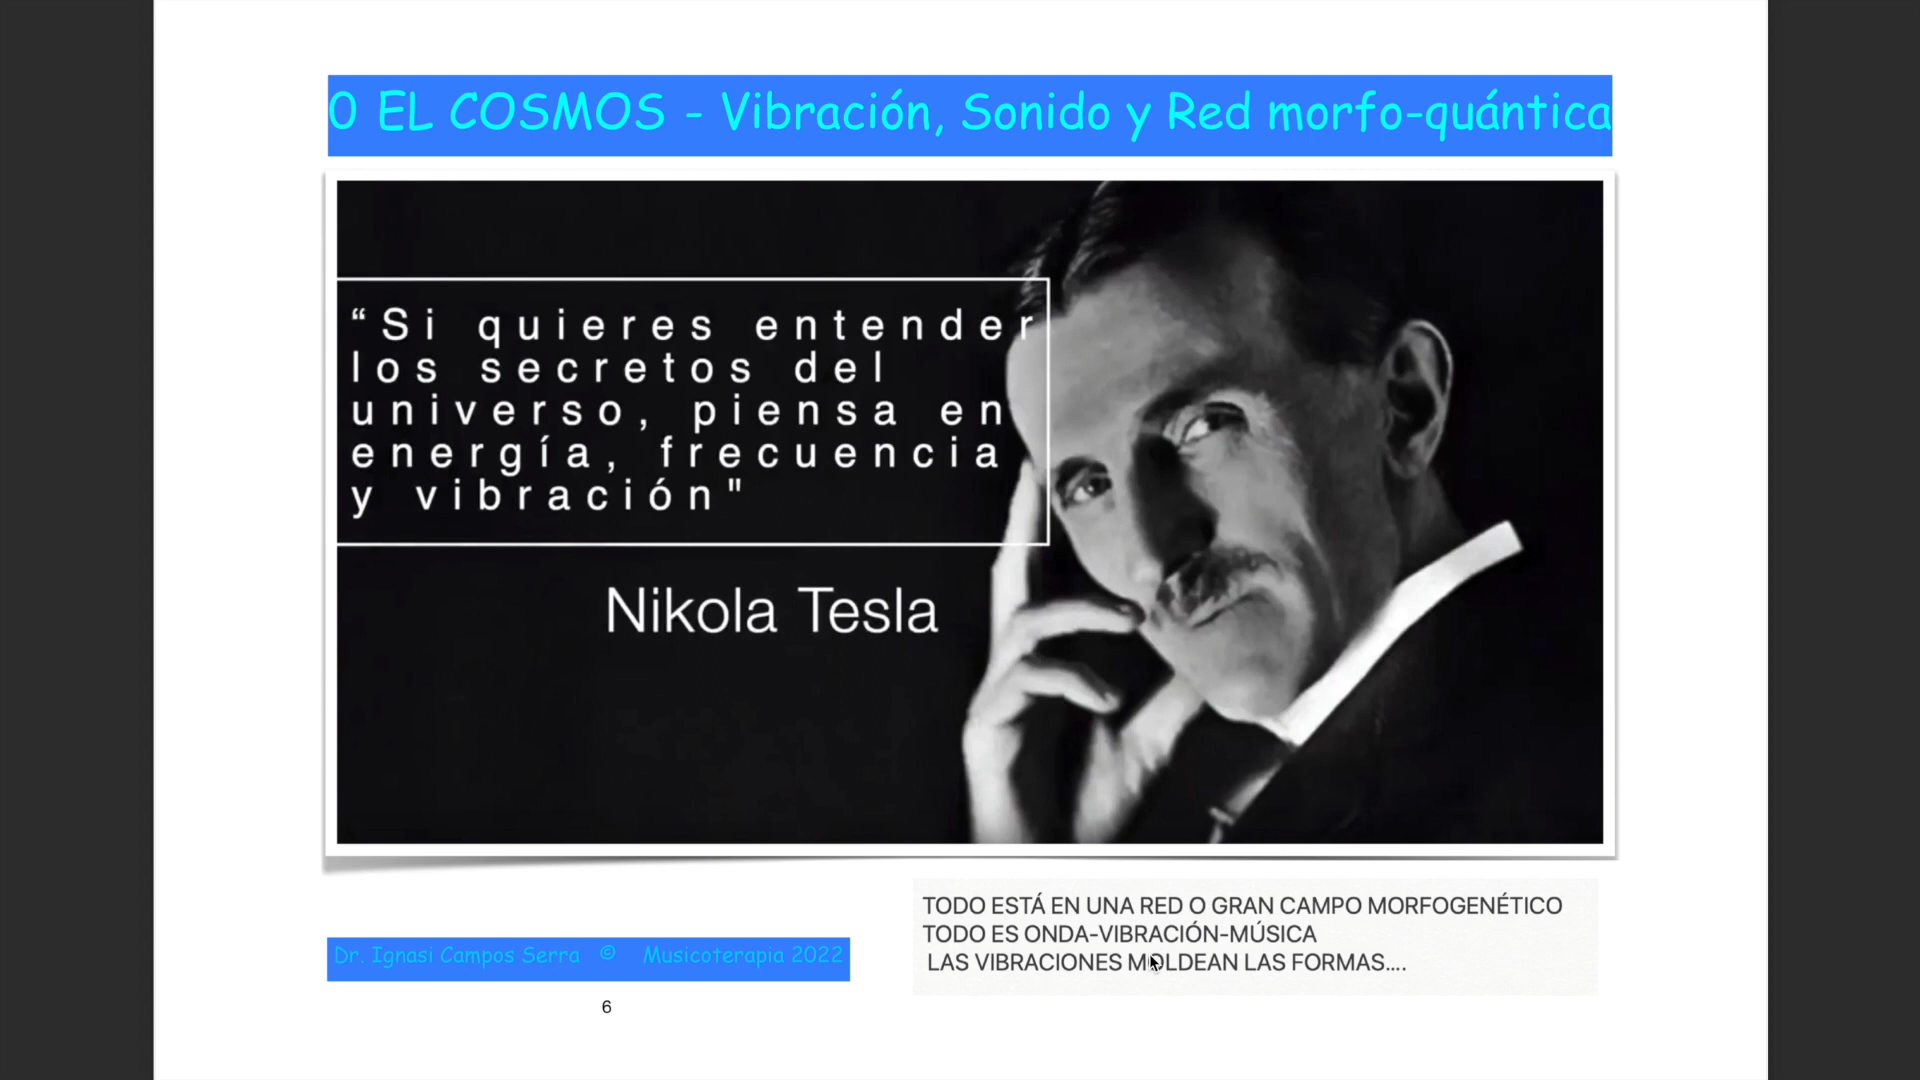 0 EL COSMOS - Vibración, Sonido y Red morfo-quántica
“Si quieres entender
los secretos del
universo, piensa en
energía, frecuencia
y vibración"
Nikola Tesla
TODO ESTÁ EN UNA RED O GRAN CAMPO MORFOGENÉTICO
TODO ES ONDA-VIBRACIÓN-MÚSICA
LAS VIBRACIONES MOLDEAN LAS FORMAS....
Dr. Ignasi Campos Serra © Musicoterapia 2022
6